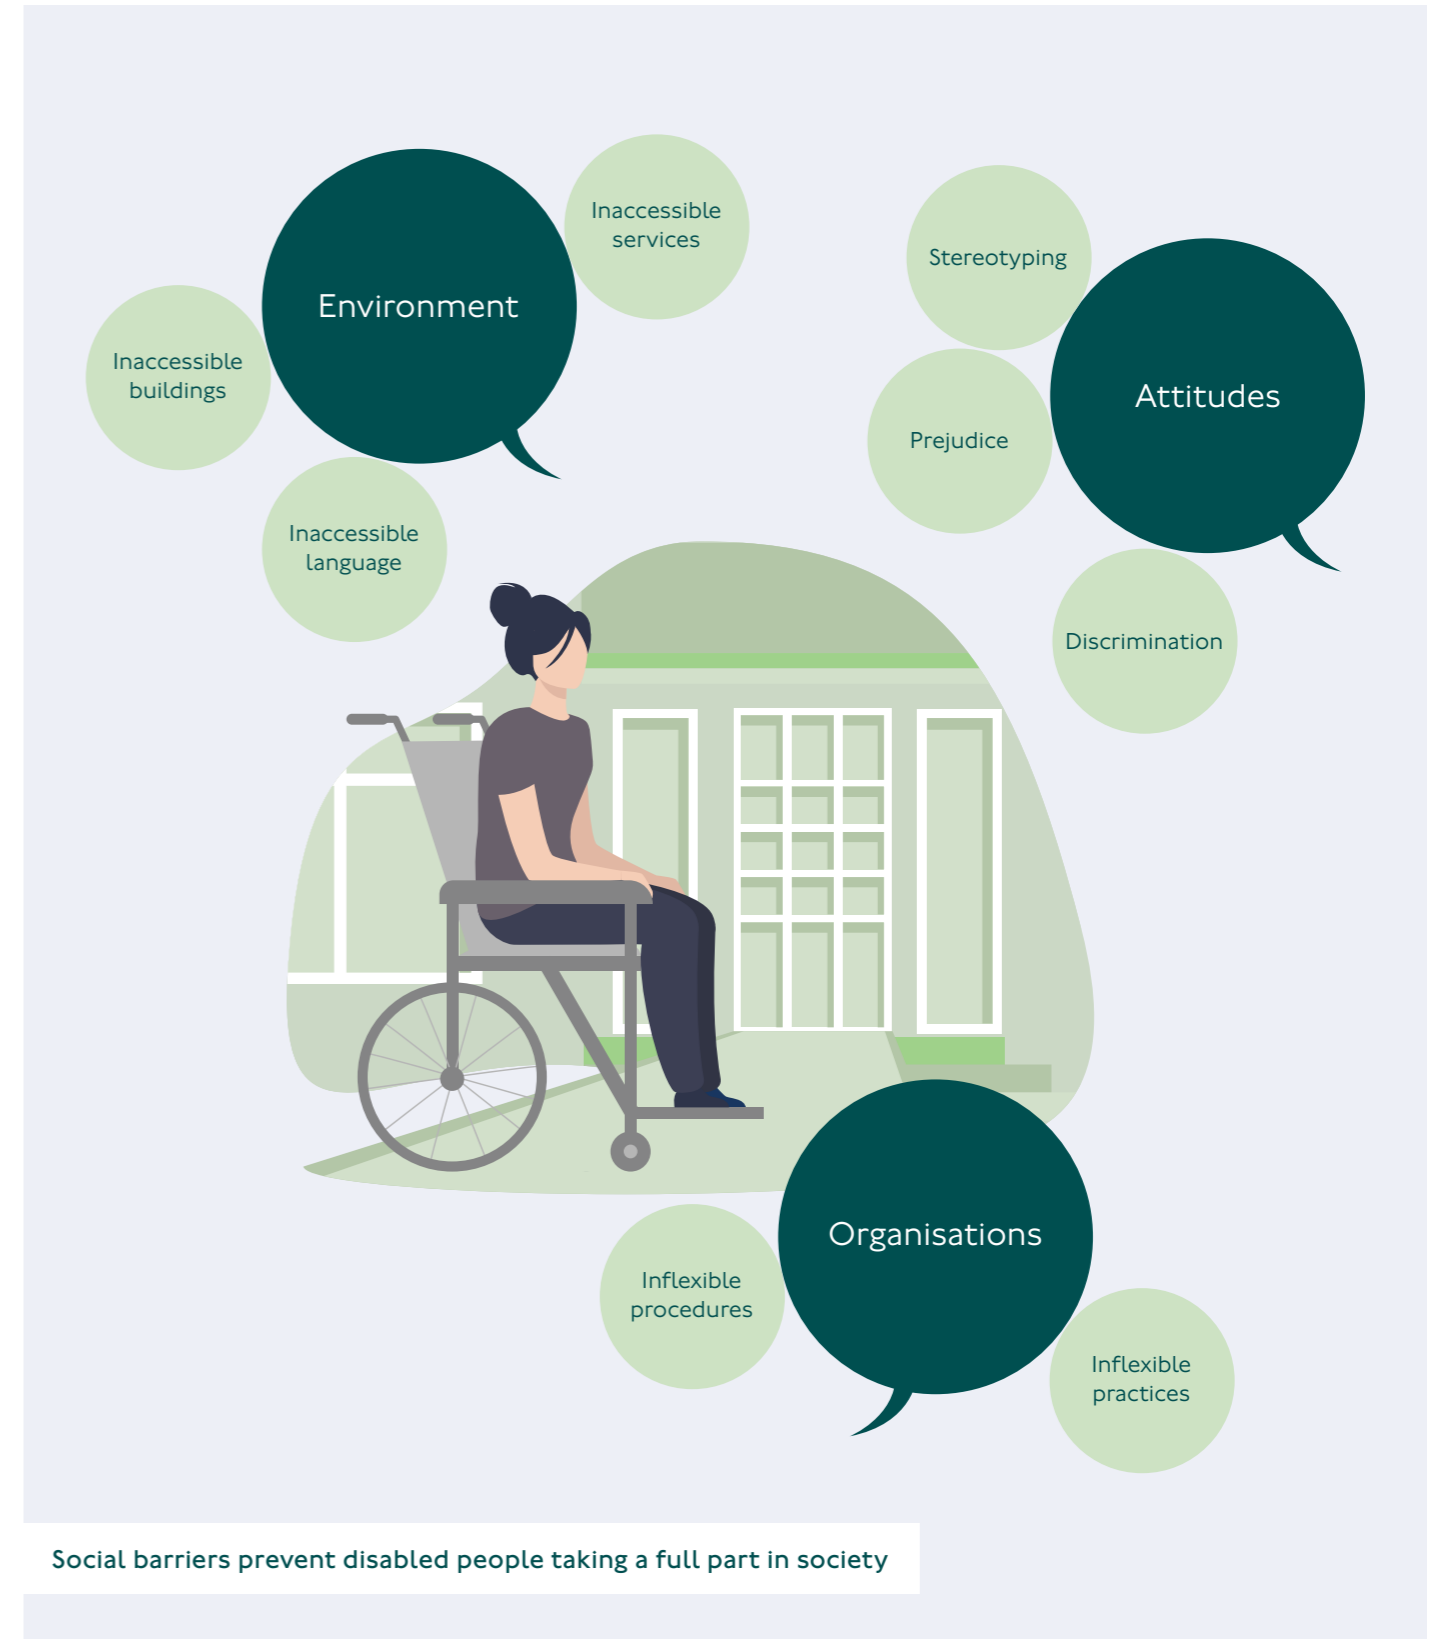 Environment
Inaccessible
services
Inaccessible
buildings
Inaccessible
language
Attitudes
Stereotyping
Prejudice
Discrimination
Organisations
Inflexible
procedures
Inflexible
practices
Social barriers prevent disabled people taking a full part in society